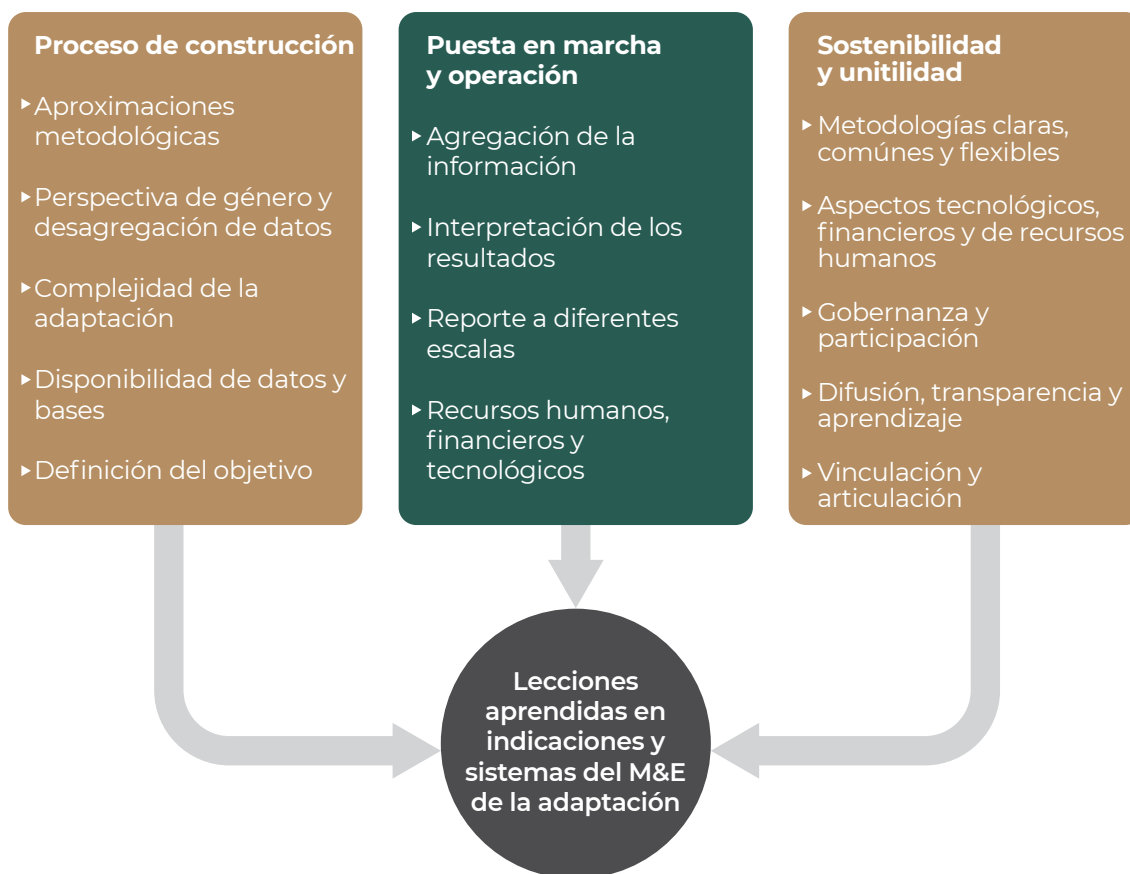 Proceso de construcción
▸Aproximaciones
metodológicas
▸Perspectiva de género y
desagregación de datos
▸Complejidad de la
adaptación
▸Disponibilidad de datos y
bases
▸Definición del objetivo
Puesta en marcha
y operación
▸Agregación de la
información
▸Interpretación de los
resultados
▸Reporte a diferentes
escalas
▸Recursos humanos,
financieros y
tecnológicos
Sostenibilidad
y unitilidad
▸Metodologías claras,
comúnes y flexibles
▸Aspectos tecnológicos,
financieros y de recursos
humanos
▸Gobernanza y
participación
▸Difusión, transparencia y
aprendizaje
▸Vinculación y
articulación
Lecciones
aprendidas en
indicaciones y
sistemas del M&E
de la adaptación